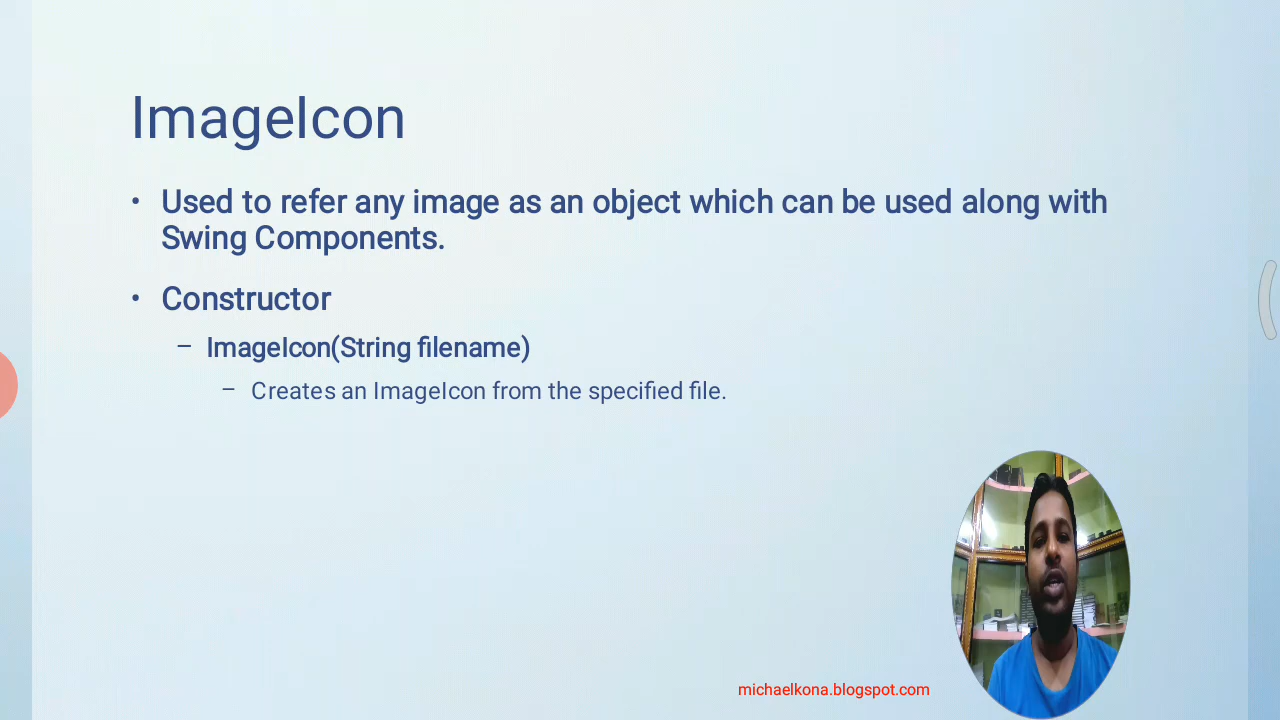 ImageIcon
• Used to refer any image as an object which can be used along with
Swing Components.
• Constructor
– ImageIcon(String filename)
– Creates an ImageIcon from the specified file.
michaelkona.blogspot.com